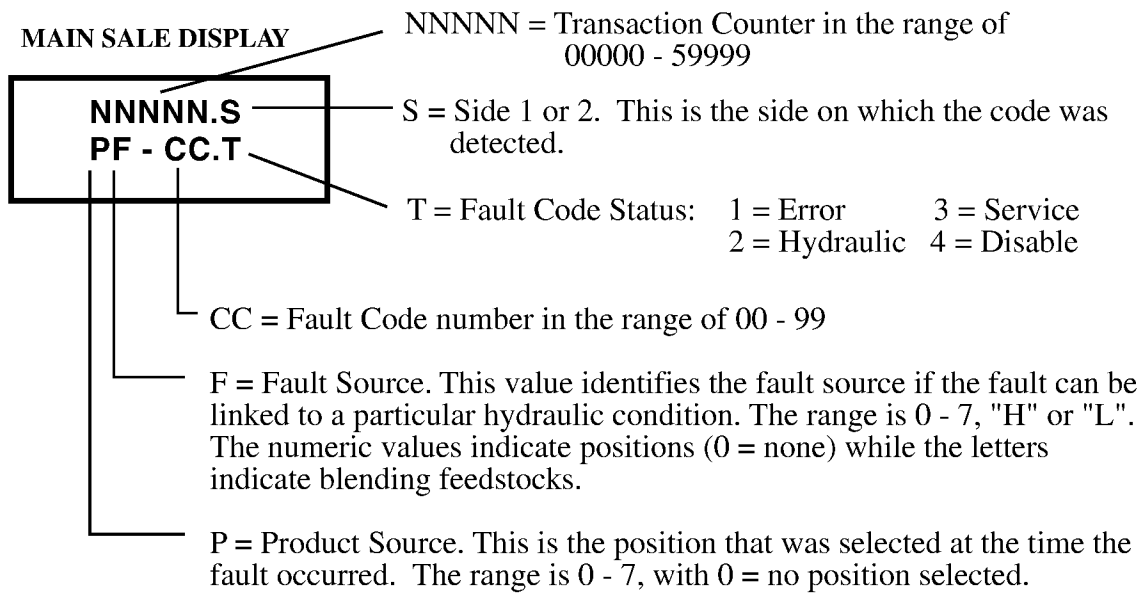 MAIN SALE DISPLAY
NNNNN = Transaction Counter in the range of
00000 - 59999
NNNNN.S
S = Side 1 or 2.  This is the side on which the code was
detected.
PF - CC.T
T = Fault Code Status:   1 = Error   3 = Service
2 = Hydraulic   4 = Disable
CC = Fault Code number in the range of 00 - 99
F = Fault Source. This value identifies the fault source if the fault can be
linked to a particular hydraulic condition. The range is 0 - 7, "H" or "L".
The numeric values indicate positions (0 = none) while the letters
indicate blending feedstocks.
P = Product Source. This is the position that was selected at the time the
fault occurred.  The range is 0 - 7, with 0 = no position selected.